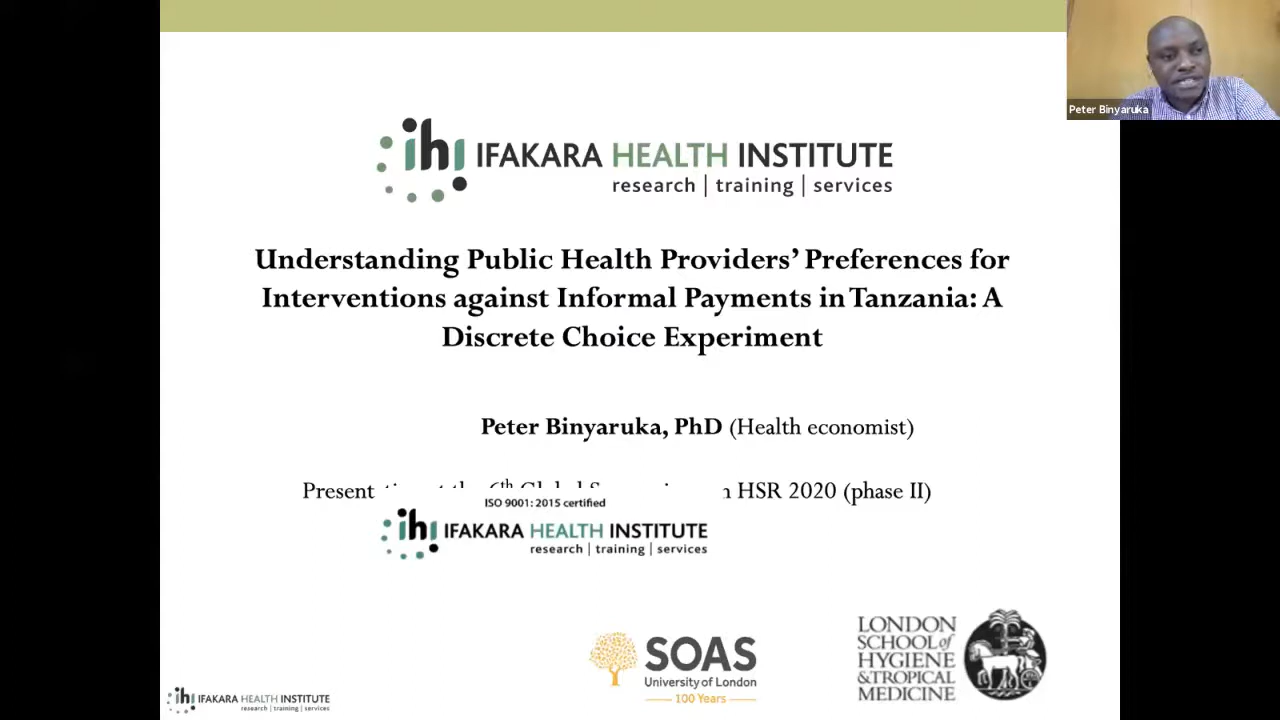 Peter Binyaruka
ihi IFAKARA HEALTH INSTITUTE
research | training | services
Understanding Public Health Providers' Preferences for
Interventions against Informal Payments in Tanzania: A
Discrete Choice Experiment
Peter Binyaruka, PhD (Health economist)
HSR 2020 (phase II)
ISO 9001: 2015 certified
ihi IFAKARA HEALTH INSTITUTE
research | training | services
SOAS
University of London
100 Years
LONDON
SCHOOL of
HYGIENE
& TROPICAL
MEDICINE
ihi IFAKARA HEALTH INSTITUTE
research | training | services